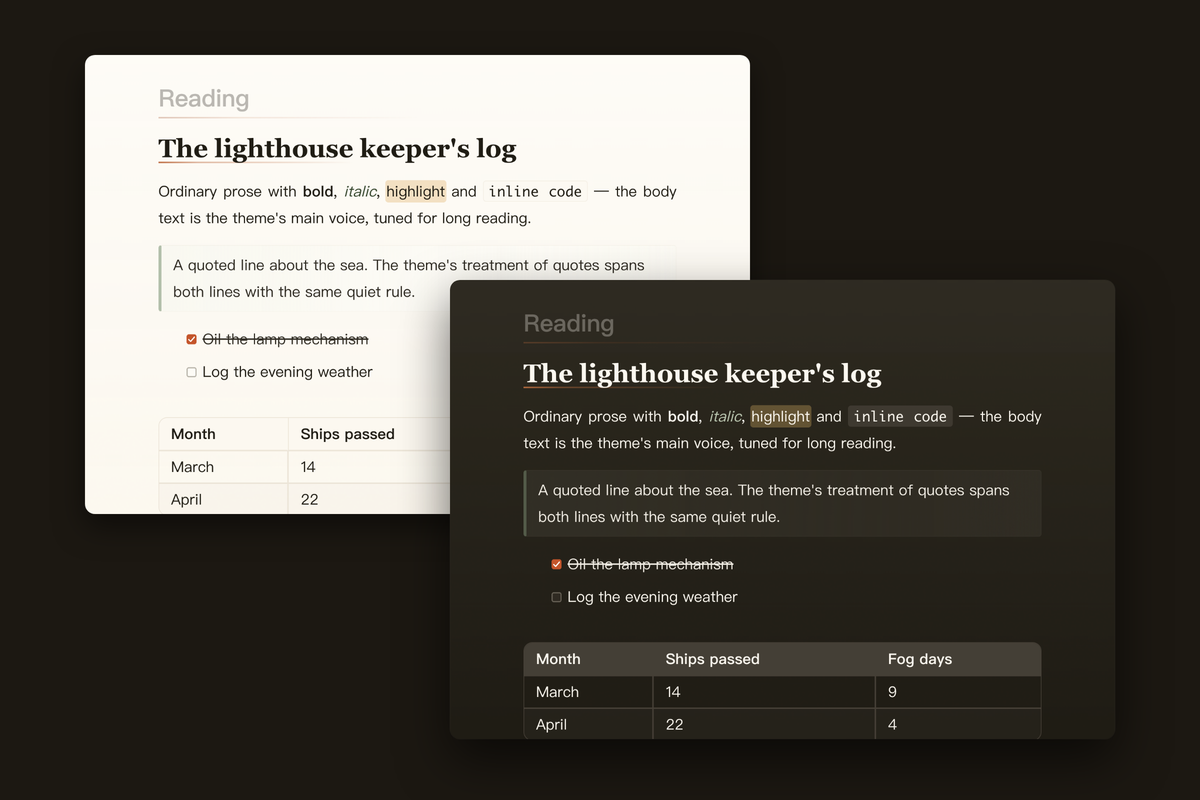 Reading
The lighthouse keeper's log
Ordinary prose with bold, italic, highlight and inline code — the body
text is the theme's main voice, tuned for long reading.
A quoted line about the sea. The theme's treatment of quotes spans
both lines with the same quiet rule.
Oil the lamp mechanism
Log the evening weather
Month Ships passed
March 14
April 22
Reading
The lighthouse keeper's log
Ordinary prose with bold, italic, highlight and inline code — the body
text is the theme's main voice, tuned for long reading.
A quoted line about the sea. The theme's treatment of quotes spans
both lines with the same quiet rule.
Oil the lamp mechanism
Log the evening weather
Month Ships passed Fog days
March 14 9
April 22 4